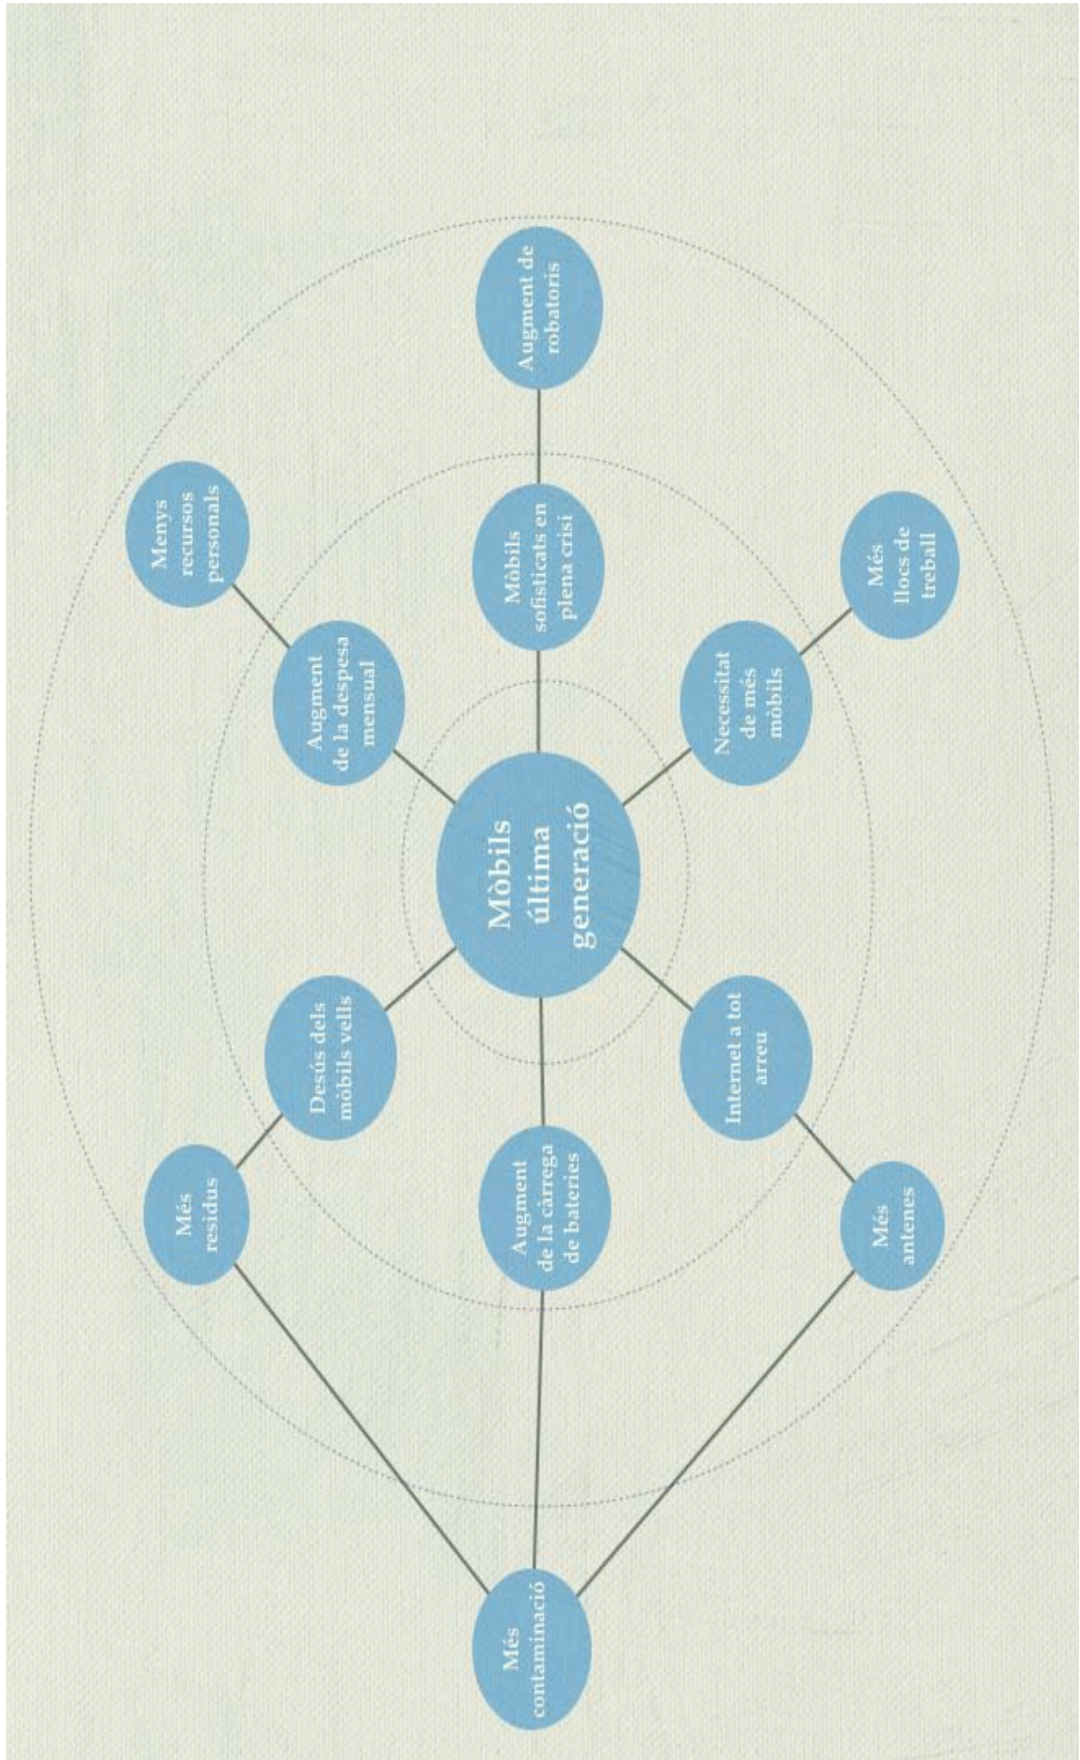 Més
residus
Menys
recursos
personals
Desús dels
mòbils vells
Augment
de la despesa
mensual
Més
contaminació
Augment
de la càrrega
de bateries
Mòbils
última
generació
Mòbils
sofisticats en
plena crisi
Augment de
robatoris
Internet a tot
arreu
Necessitat
de més
mòbils
Més
antenes
Més
llocs de
treball